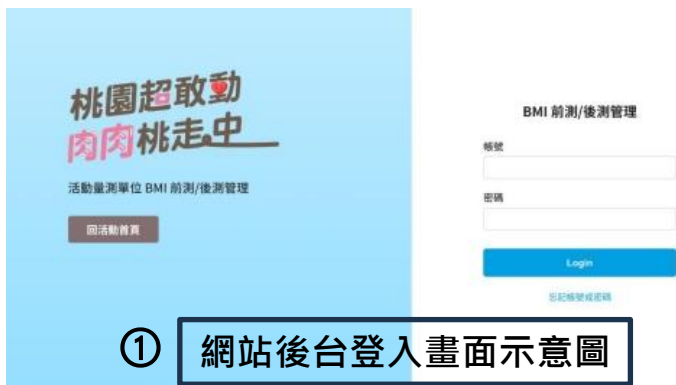 桃園超敢動
肉肉桃走中
活動量測單位 BMI 前測/後測管理
回活動首頁
BMI 前測/後測管理
帳號
密碼
Login
忘記帳號或密碼
① 網站後台登入畫面示意圖